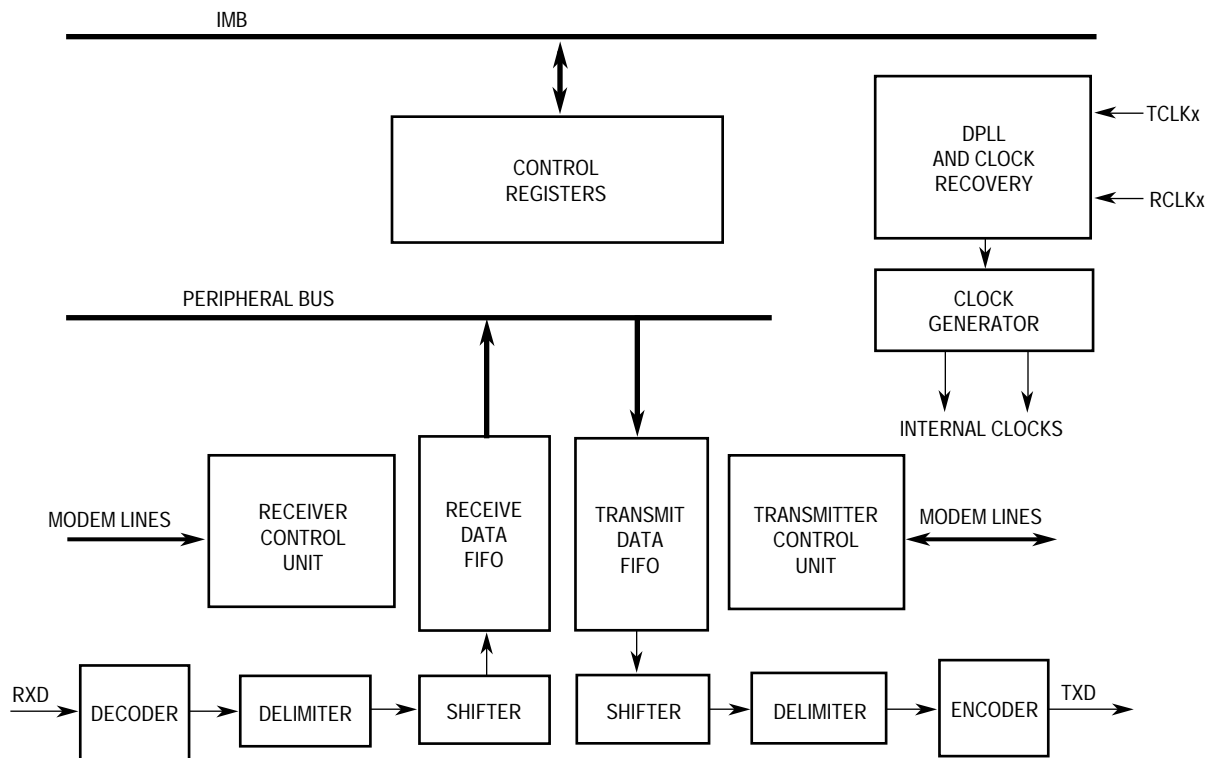 IMB
CONTROL
REGISTERS
DPLL
AND CLOCK
RECOVERY
TCLKx
RCLKx
CLOCK
GENERATOR
INTERNAL CLOCKS
PERIPHERAL BUS
MODEM LINES
RECEIVER
CONTROL
UNIT
RECEIVE
DATA
FIFO
TRANSMIT
DATA
FIFO
TRANSMITTER
CONTROL
UNIT
MODEM LINES
RXD
DECODER
DELIMITER
SHIFTER
SHIFTER
DELIMITER
ENCODER
TXD